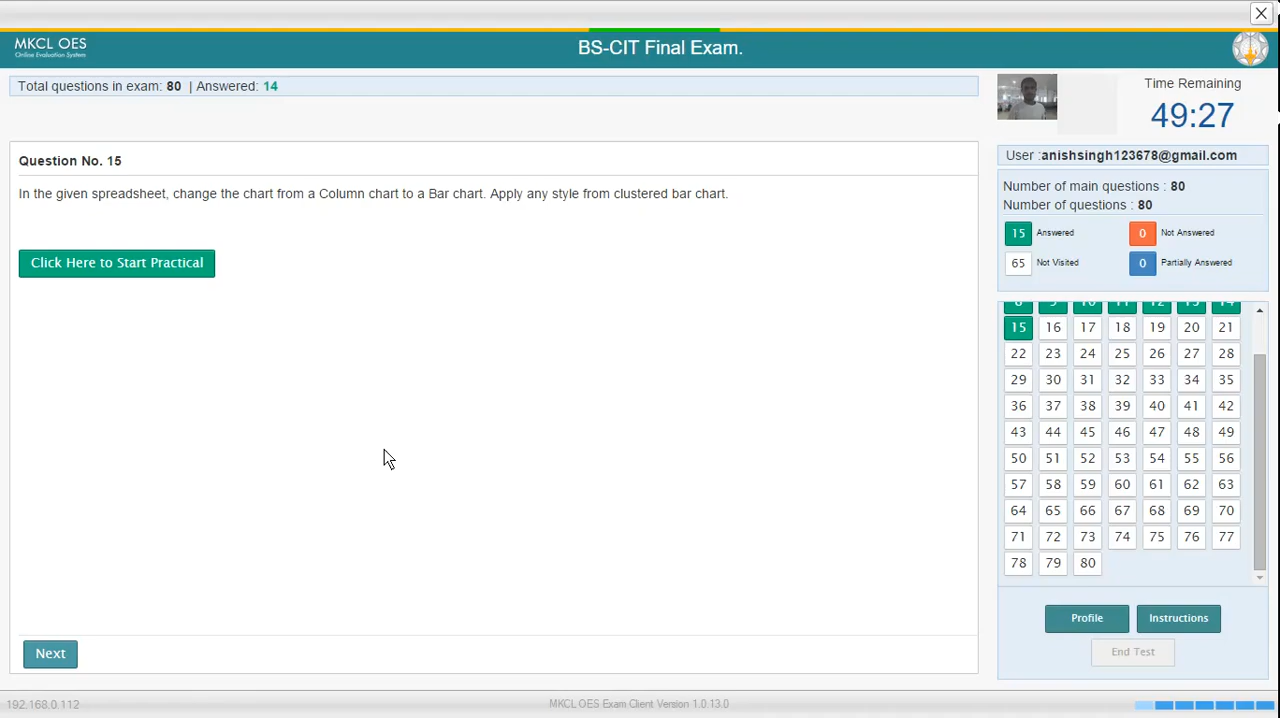 MKCL OES
Online Evaluation System
BS-CIT Final Exam.
Total questions in exam: 80 | Answered: 14
Time Remaining
49:27
Question No. 15
In the given spreadsheet, change the chart from a Column chart to a Bar chart. Apply any style from clustered bar chart.
Click Here to Start Practical
Next
User :anishsingh123678@gmail.com
Number of main questions : 80
Number of questions : 80
15 Answered 0 Not Answered
65 Not Visited 0 Partially Answered
8 9 10 11 12 13 14
15 16 17 18 19 20 21
22 23 24 25 26 27 28
29 30 31 32 33 34 35
36 37 38 39 40 41 42
43 44 45 46 47 48 49
50 51 52 53 54 55 56
57 58 59 60 61 62 63
64 65 66 67 68 69 70
71 72 73 74 75 76 77
78 79 80
Profile Instructions
End Test
192.168.0.112
MKCL OES Exam Client Version 1.0 13.0